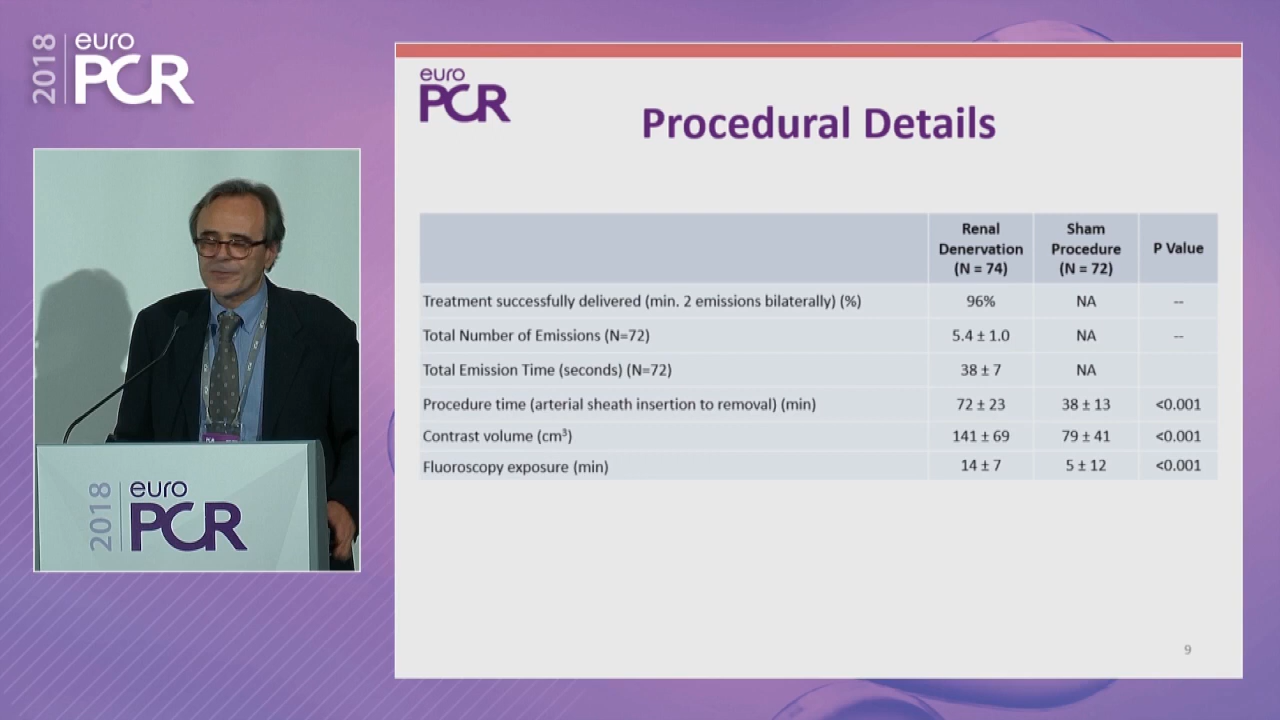 2018
euro
PCR
euro
PCR
Procedural Details
Renal Denervation (N = 74)
Sham Procedure (N = 72)
P Value
Treatment successfully delivered (min. 2 emissions bilaterally) (%) 96% NA --
Total Number of Emissions (N=72) 5.4 ± 1.0 NA --
Total Emission Time (seconds) (N=72) 38 ± 7 NA
Procedure time (arterial sheath insertion to removal) (min) 72 ± 23 38 ± 13 <0.001
Contrast volume (cm³) 141 ± 69 79 ± 41 <0.001
Fluoroscopy exposure (min) 14 ± 7 5 ± 12 <0.001
9
2018
euro
PCR